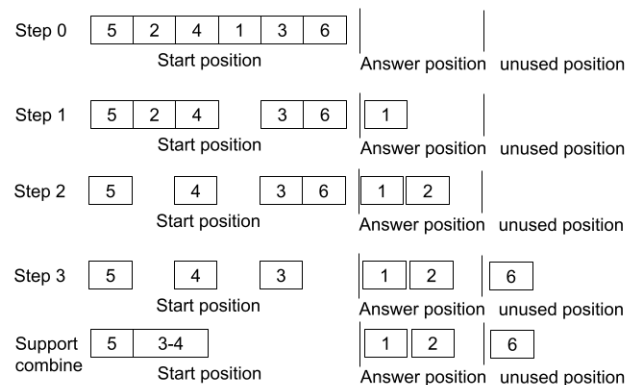 Step 0 5 2 4 1 3 6
Start position Answer position unused position
Step 1 5 2 4 3 6 1
Start position Answer position unused position
Step 2 5 4 3 6 1 2
Start position Answer position unused position
Step 3 5 4 3 1 2 6
Start position Answer position unused position
Support combine 5 3-4 1 2 6
Start position Answer position unused position